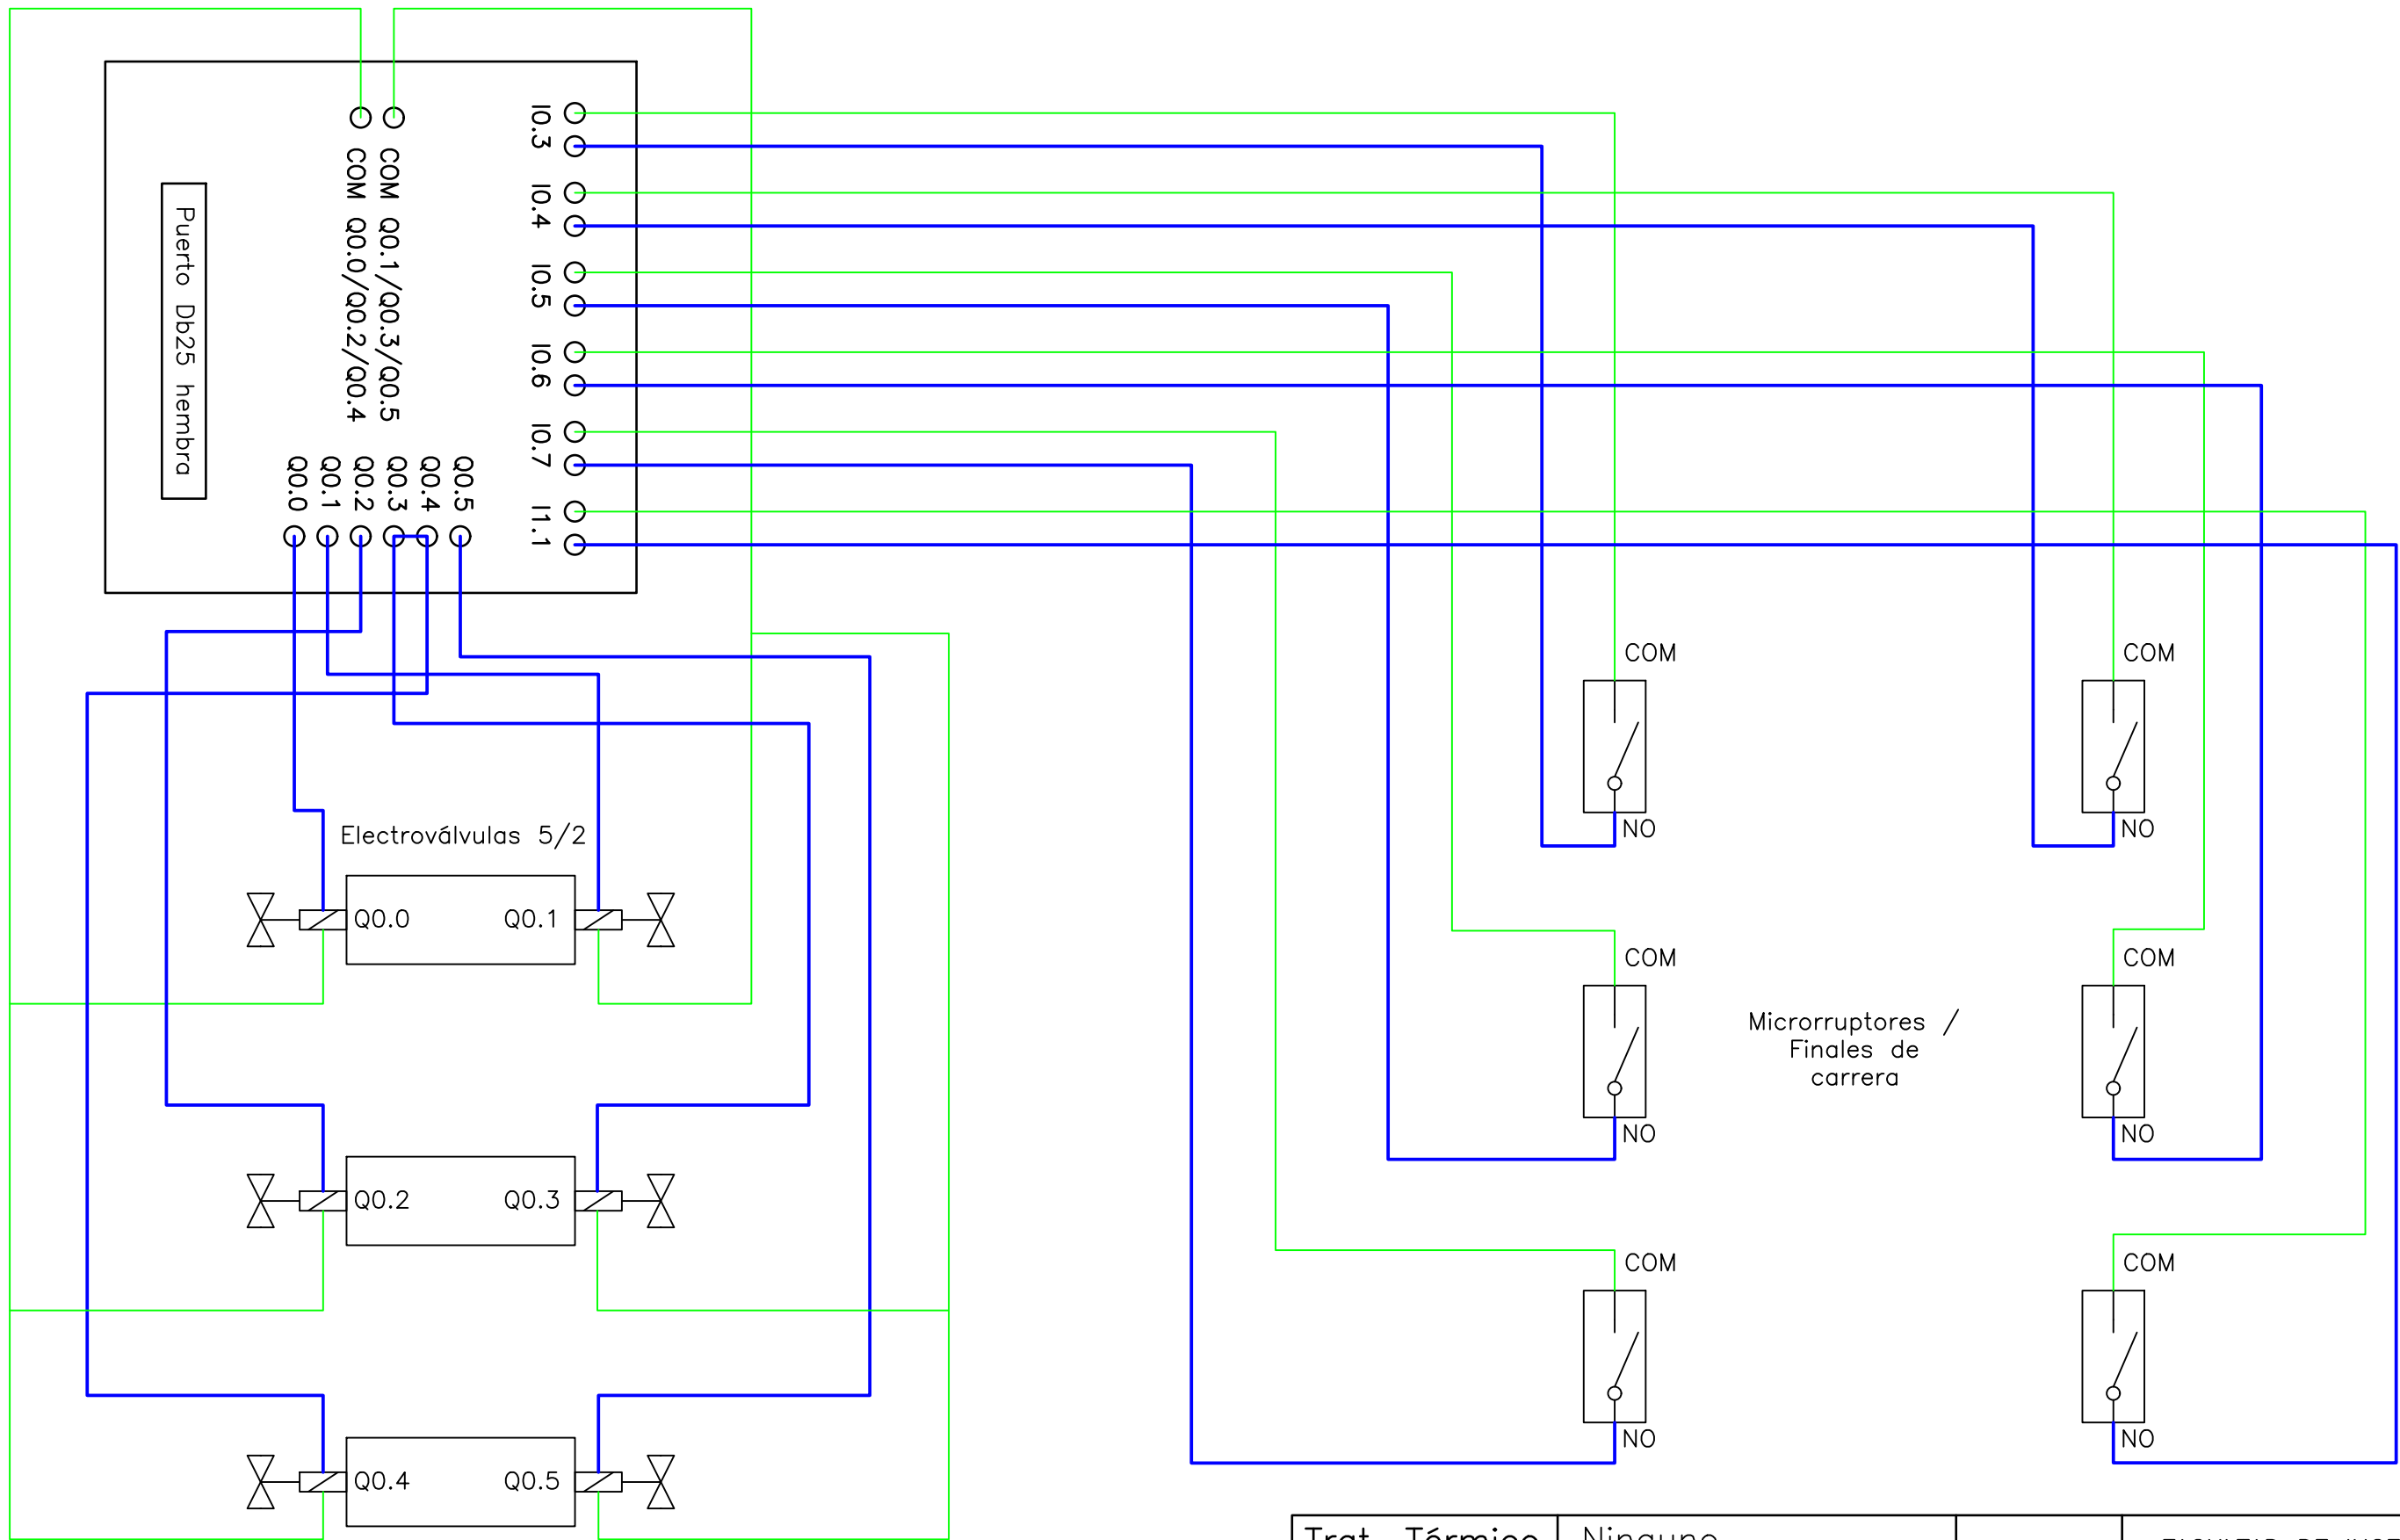 Puerto Db25 hembra
COM Q0.0/Q0.2/Q0.4
COM Q0.1/Q0.3/Q0.5
I0.3
I0.4
I0.5
I0.6
I0.7
I1.1
Q0.0
Q0.1
Q0.2
Q0.3
Q0.4
Q0.5
COM
COM
NO
NO
Electroválvulas 5/2
Q0.0
Q0.1
COM
COM
Microrruptores /
Finales de
carrera
NO
NO
Q0.2
Q0.3
COM
COM
NO
NO
Q0.4
Q0.5
Trat. Térmico
Ninguno